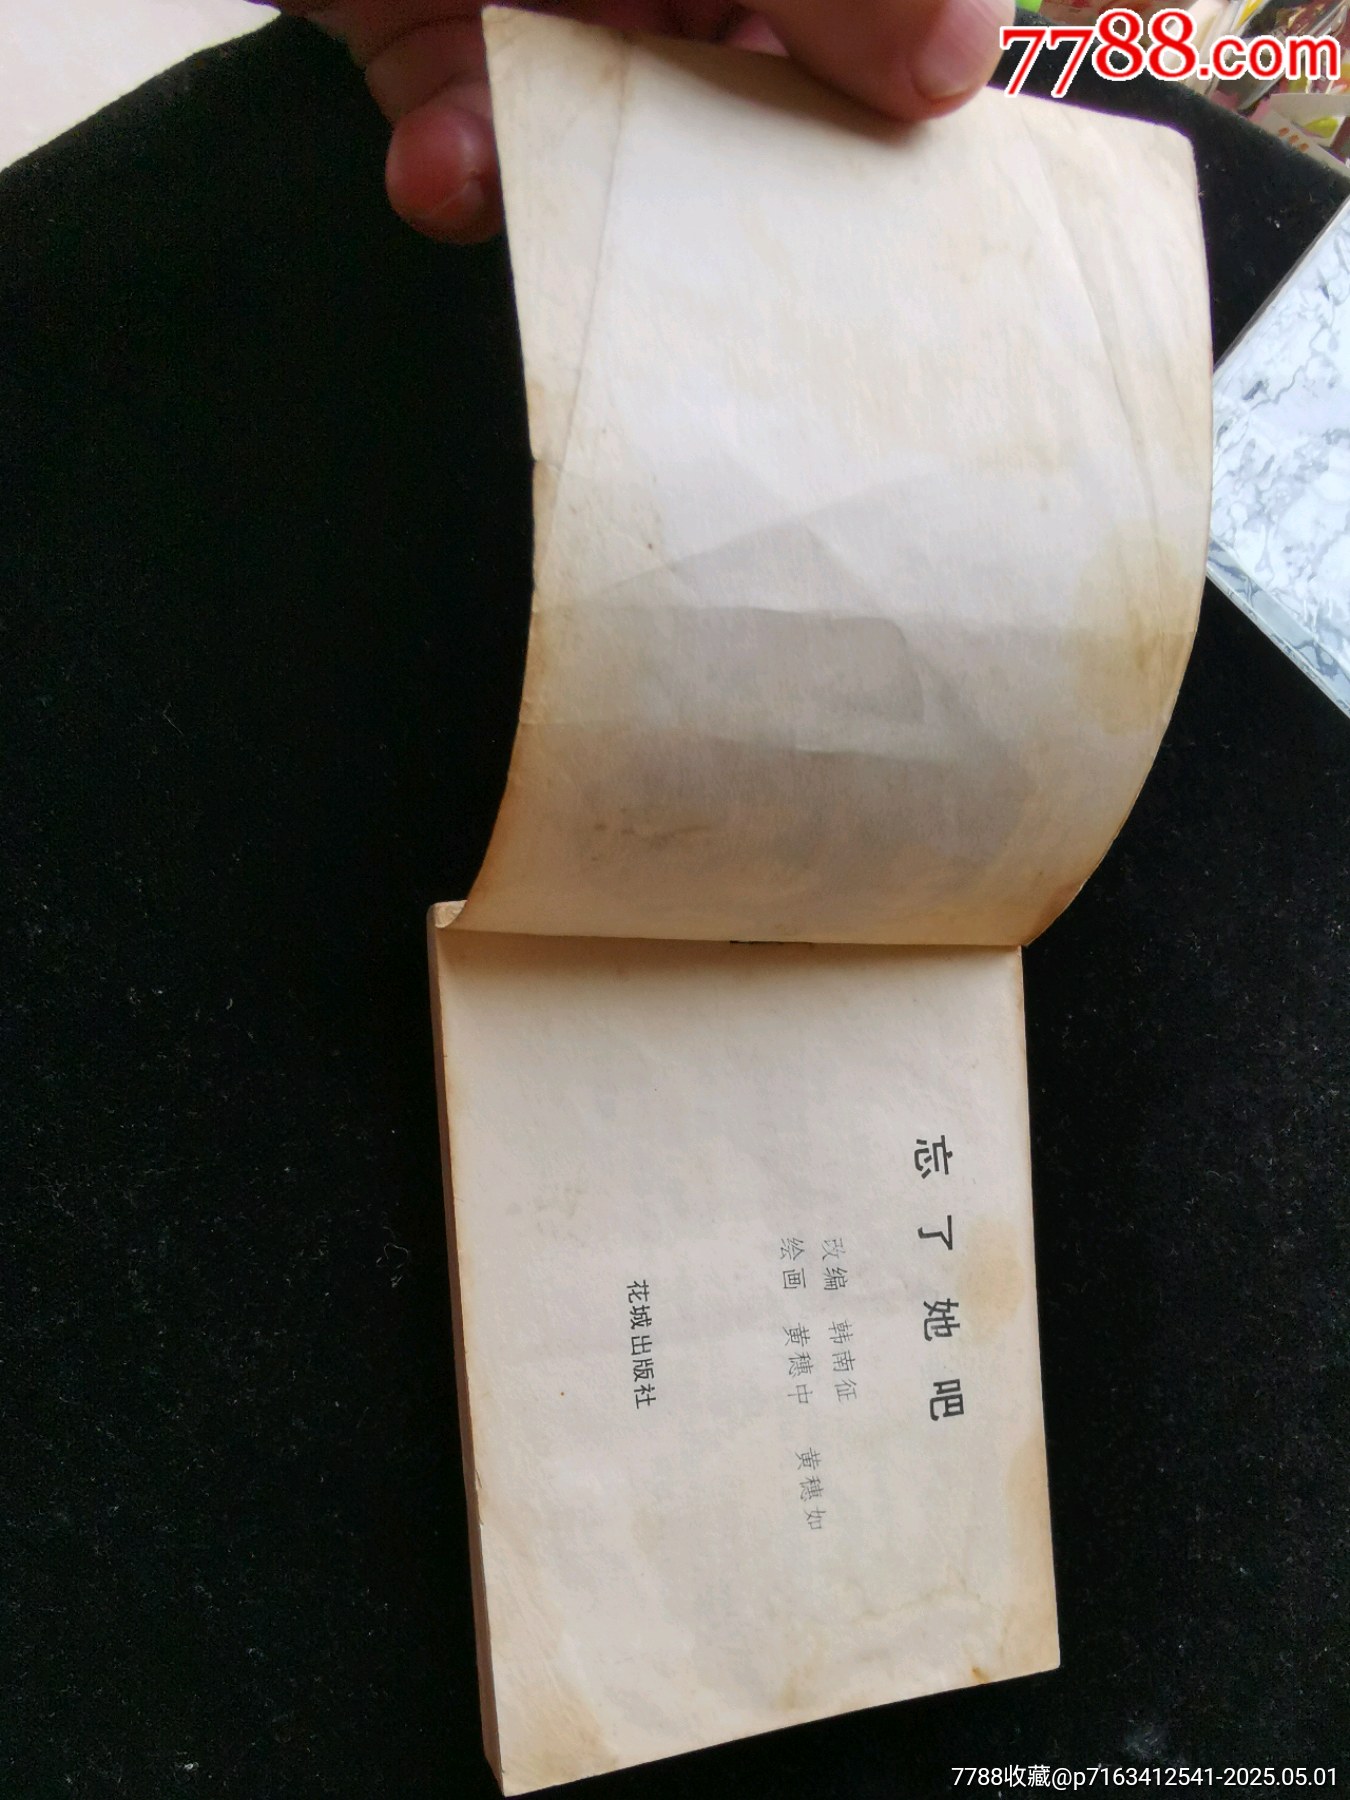 7788.com
忘了她吧
改编 韩南征
绘画 黄穗中 黄穗如
花城出版社
7788收藏@p7163412541-2025.05.01